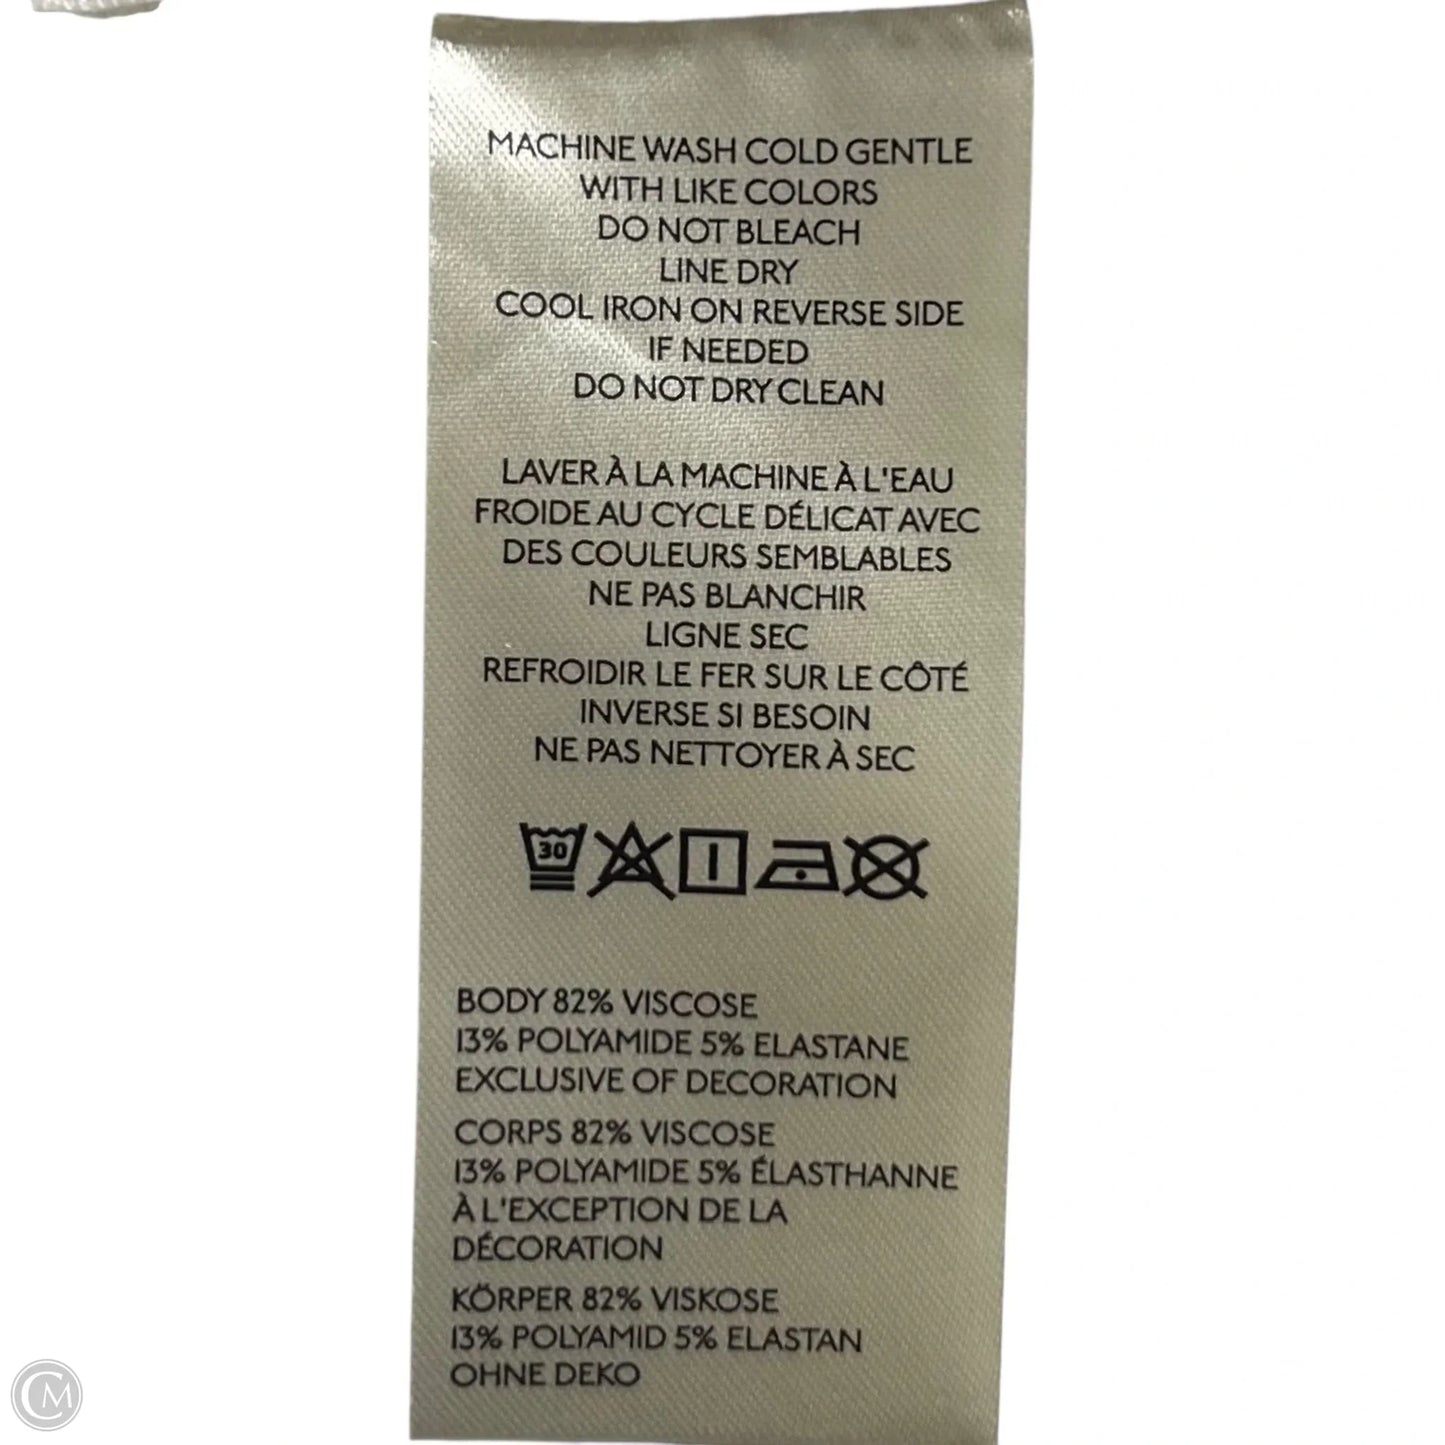 MACHINE WASH COLD GENTLE
WITH LIKE COLORS
DO NOT BLEACH
LINE DRY
COOL IRON ON REVERSE SIDE
IF NEEDED
DO NOT DRY CLEAN
LAVER À LA MACHINE À L'EAU
FROIDE AU CYCLE DÉLICAT AVEC
DES COULEURS SEMBLABLES
NE PAS BLANCHIR
LIGNE SEC
REFROIDIR LE FER SUR LE CÔTÉ
INVERSE SI BESOIN
NE PAS NETTOYER À SEC
30
BODY 82% VISCOSE
13% POLYAMIDE 5% ELASTANE
EXCLUSIVE OF DECORATION
CORPS 82% VISCOSE
13% POLYAMIDE 5% ÉLASTHANNE
À L'EXCEPTION DE LA
DÉCORATION
KÖRPER 82% VISKOSE
13% POLYAMID 5% ELASTAN
OHNE DEKO
CM